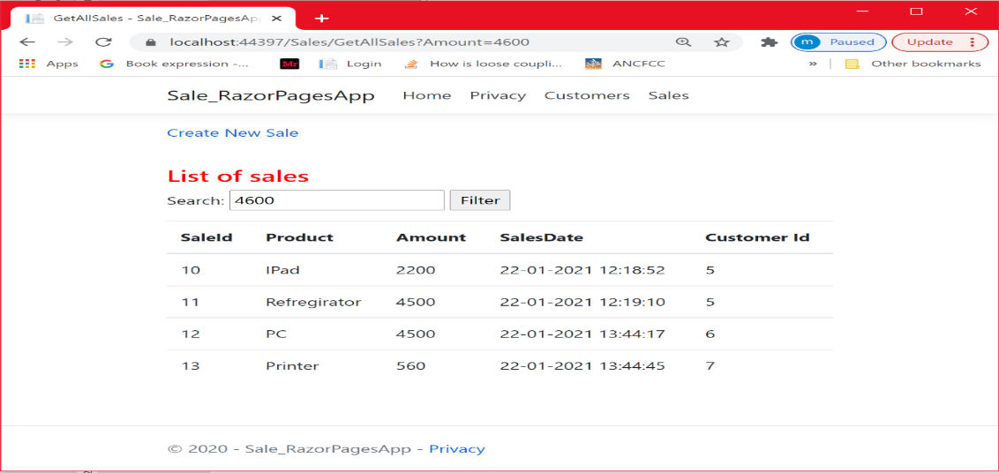 GetAllSales - Sale_RazorPagesAp
localhost:44397/Sales/GetAllSales?Amount=4600 m Paused Update
Apps Book expression -... Mr Login How is loose coupli... ANCFCC » Other bookmarks
Sale_RazorPagesApp Home Privacy Customers Sales
Create New Sale
List of sales
Search: 4600 Filter
SaleId Product Amount SalesDate Customer Id
10 IPad 2200 22-01-2021 12:18:52 5
11 Refregirator 4500 22-01-2021 12:19:10 5
12 PC 4500 22-01-2021 13:44:17 6
13 Printer 560 22-01-2021 13:44:45 7
© 2020 - Sale_RazorPagesApp - Privacy